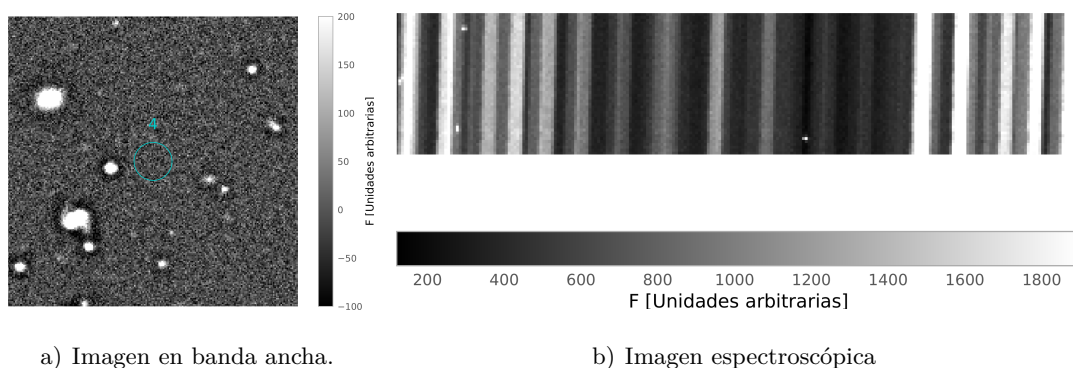 4
200
150
100
50
0
−50
−100
F [Unidades arbitrarias]
200 400 600 800 1000 1200 1400 1600 1800
F [Unidades arbitrarias]
a) Imagen en banda ancha.
b) Imagen espectroscópica